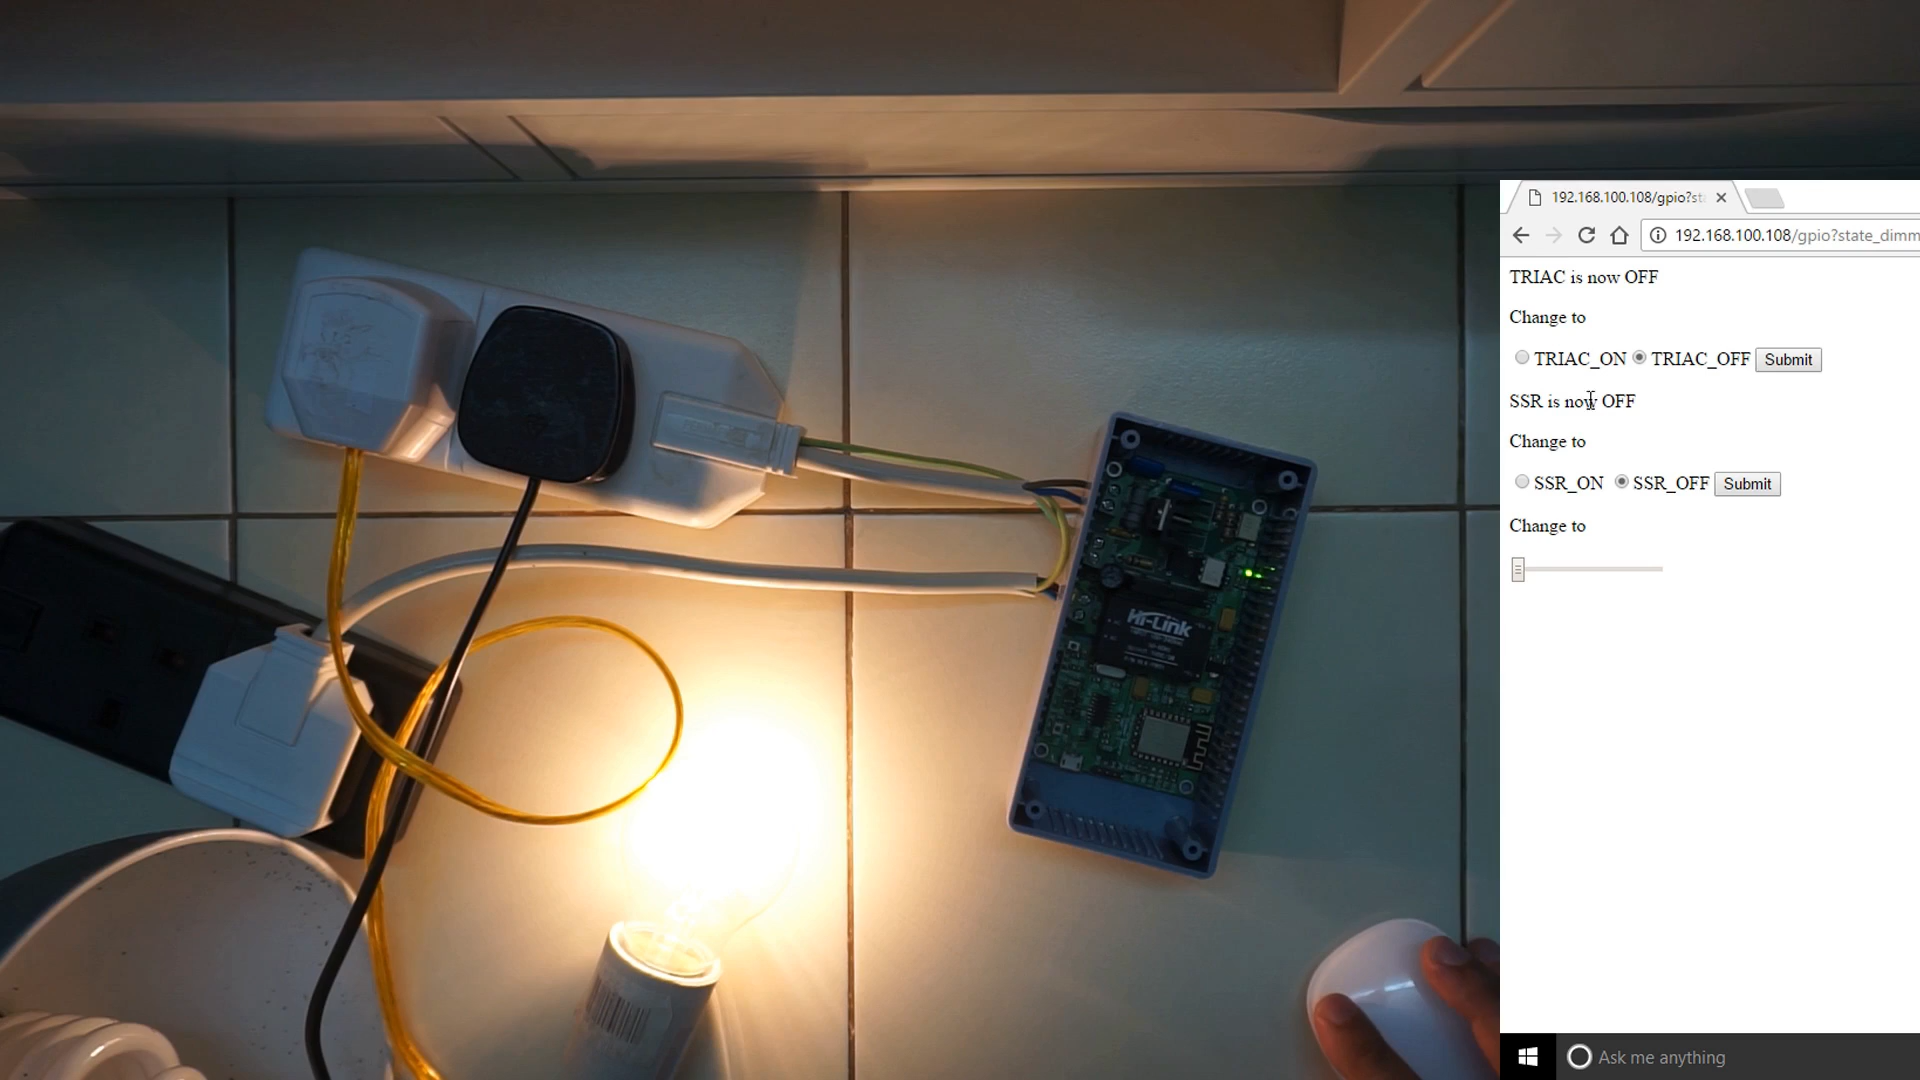 192.168.100.108/gpio?st
192.168.100.108/gpio?state_dimm
TRIAC is now OFF
Change to
TRIAC_ON TRIAC_OFF Submit
SSR is now OFF
Change to
SSR_ON SSR_OFF Submit
Change to
Hi-Link
Ask me anything